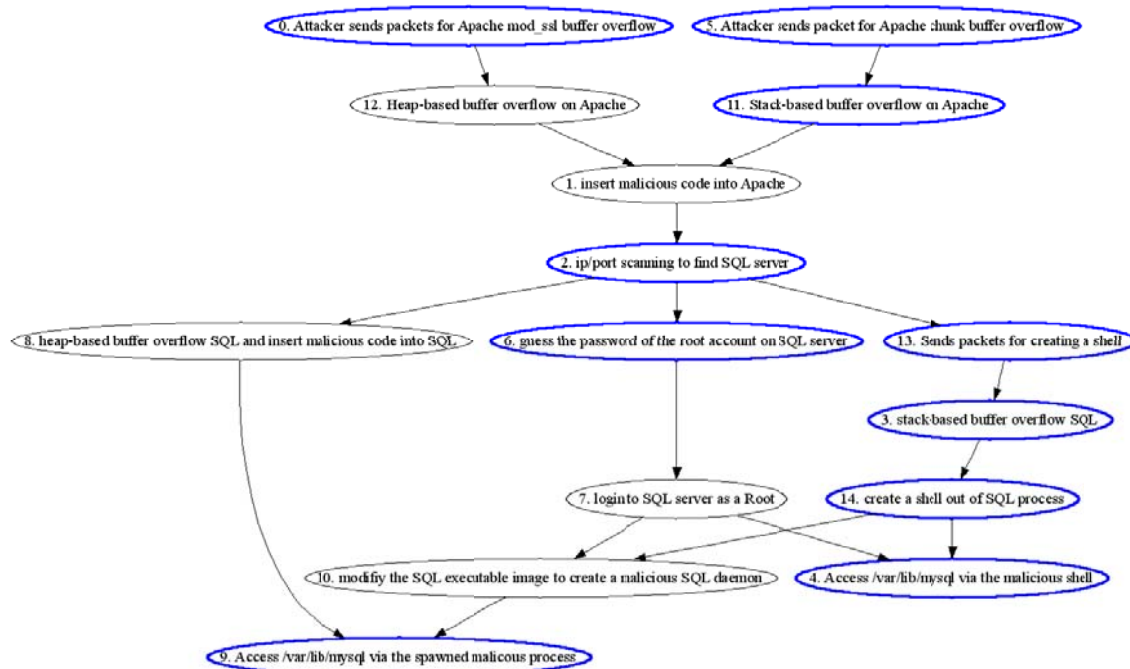 0. Attacker sends packets for Apache mod_ssl buffer overflow
5. Attacker sends packet for Apache chunk buffer overflow
12. Heap-based buffer overflow on Apache
11. Stack-based buffer overflow on Apache
1. insert malicious code into Apache
2. ip/port scanning to find SQL server
8. heap-based buffer overflow SQL and insert malicious code into SQL
6. guess the password of the root account on SQL server
13. Sends packets for creating a shell
3. stack-based buffer overflow SQL
7. login to SQL server as a Root
14. create a shell out of SQL process
10. modifiy the SQL executable image to create a malicious SQL daemon
4. Access /var/lib/mysql via the malicious shell
9. Access /var/lib/mysql via the spawned malicous process